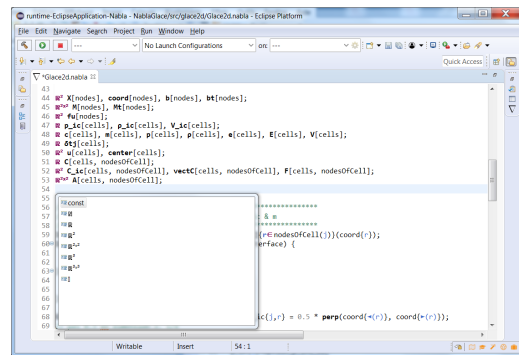 runtime-EclipseApplication-Nabla - NablaGlace/src/glace2d/Glace2d.nabla - Eclipse Platform
File Edit Navigate Search Project Run Window Help
--- No Launch Configurations on: ---
Quick Access
*Glace2d.nabla
43
44 ℝ² X[nodes], coord[nodes], b[nodes], bt[nodes];
45 ℝ²ˣ² M[nodes], Mt[nodes];
46 ℝ² fu[nodes];
47 ℝ p_ic[cells], ρ_ic[cells], V_ic[cells];
48 ℝ c[cells], m[cells], p[cells], ρ[cells], e[cells], E[cells], V[cells];
49 ℝ δtj[cells];
50 ℝ² u[cells], center[cells];
51 ℝ C[cells, nodesOfCell];
52 ℝ² C_ic[cells, nodesOfCell], vectC[cells, nodesOfCell], F[cells, nodesOfCell];
53 ℝ²ˣ² A[cells, nodesOfCell];
54
55
56 ******************
57 & m
58 ******************
59 {r∈nodesOfCell(j)}(coord{r});
60 erface) {
61
62
63
64
65
66
67
68 ic{j,r} = 0.5 * perp(coord{→(r)}, coord{←(r)});
69
const
ℝ
ℝ²
Writable Insert 54 : 1